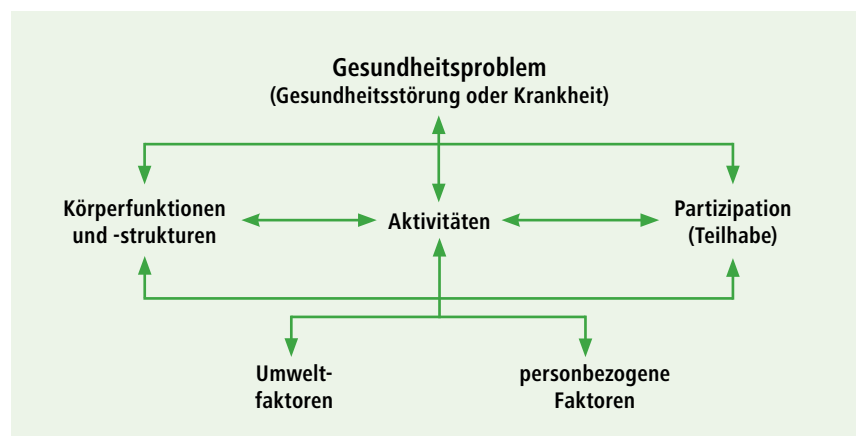 Gesundheitsproblem
(Gesundheitsstörung oder Krankheit)
Körperfunktionen
und -strukturen
Aktivitäten
Partizipation
(Teilhabe)
Umwelt-
faktoren
personbezogene
Faktoren